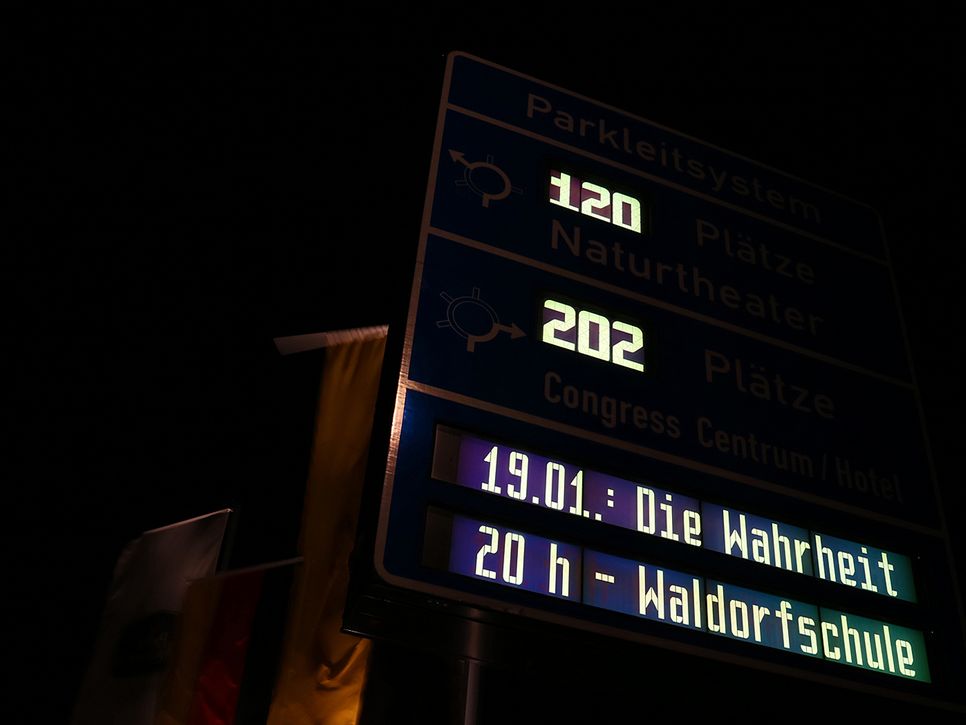 Parkleitsystem
120 Plätze
Naturtheater
202 Plätze
Congress Centrum / Hotel
19.01.: Die Wahrheit
20 h - Waldorfschule